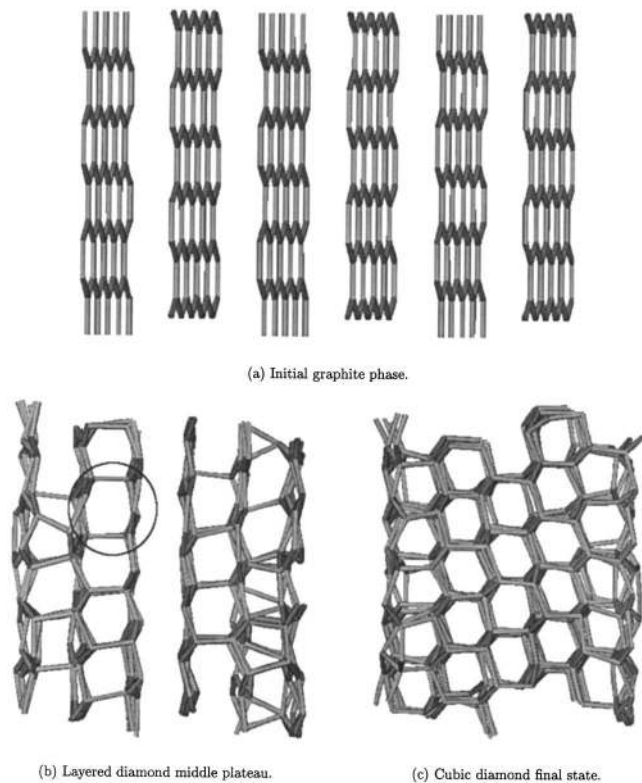 (a) Initial graphite phase.
(b) Layered diamond middle plateau.
(c) Cubic diamond final state.